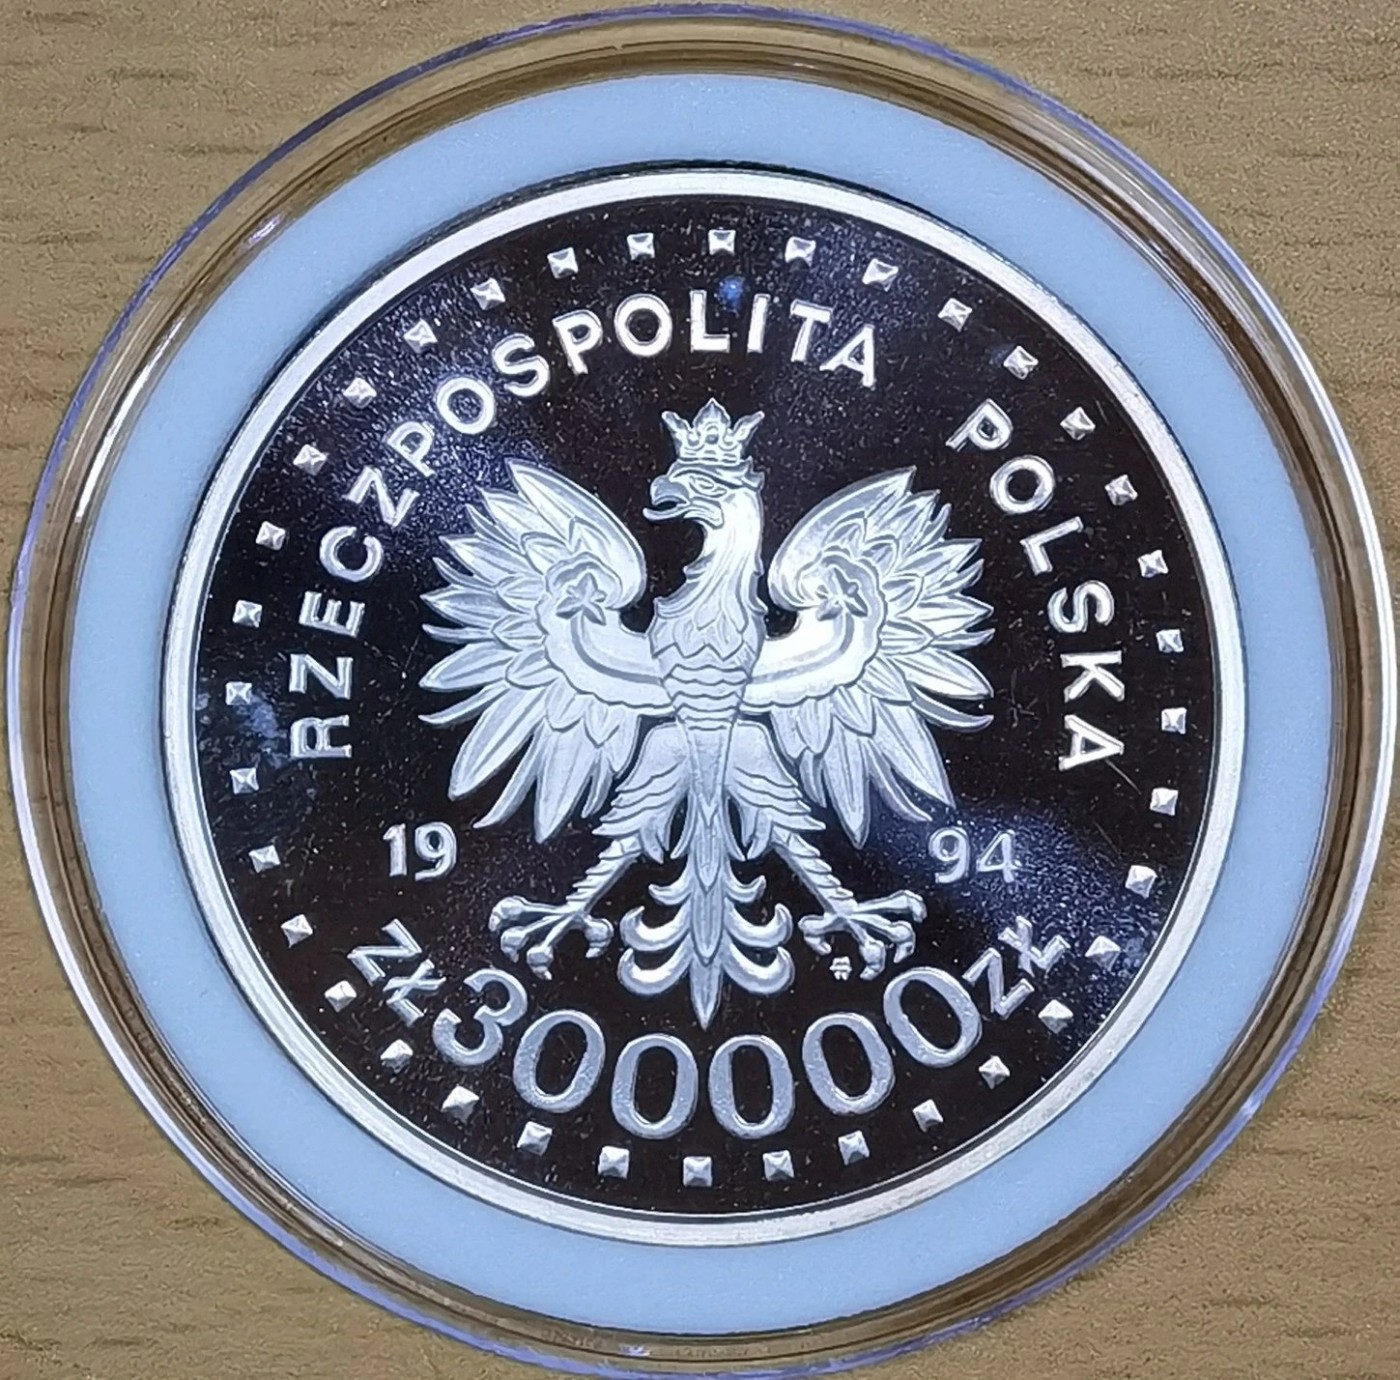 RZECZPOSPOLITA POLSKA
19 94
ZŁ 300000 ZŁ